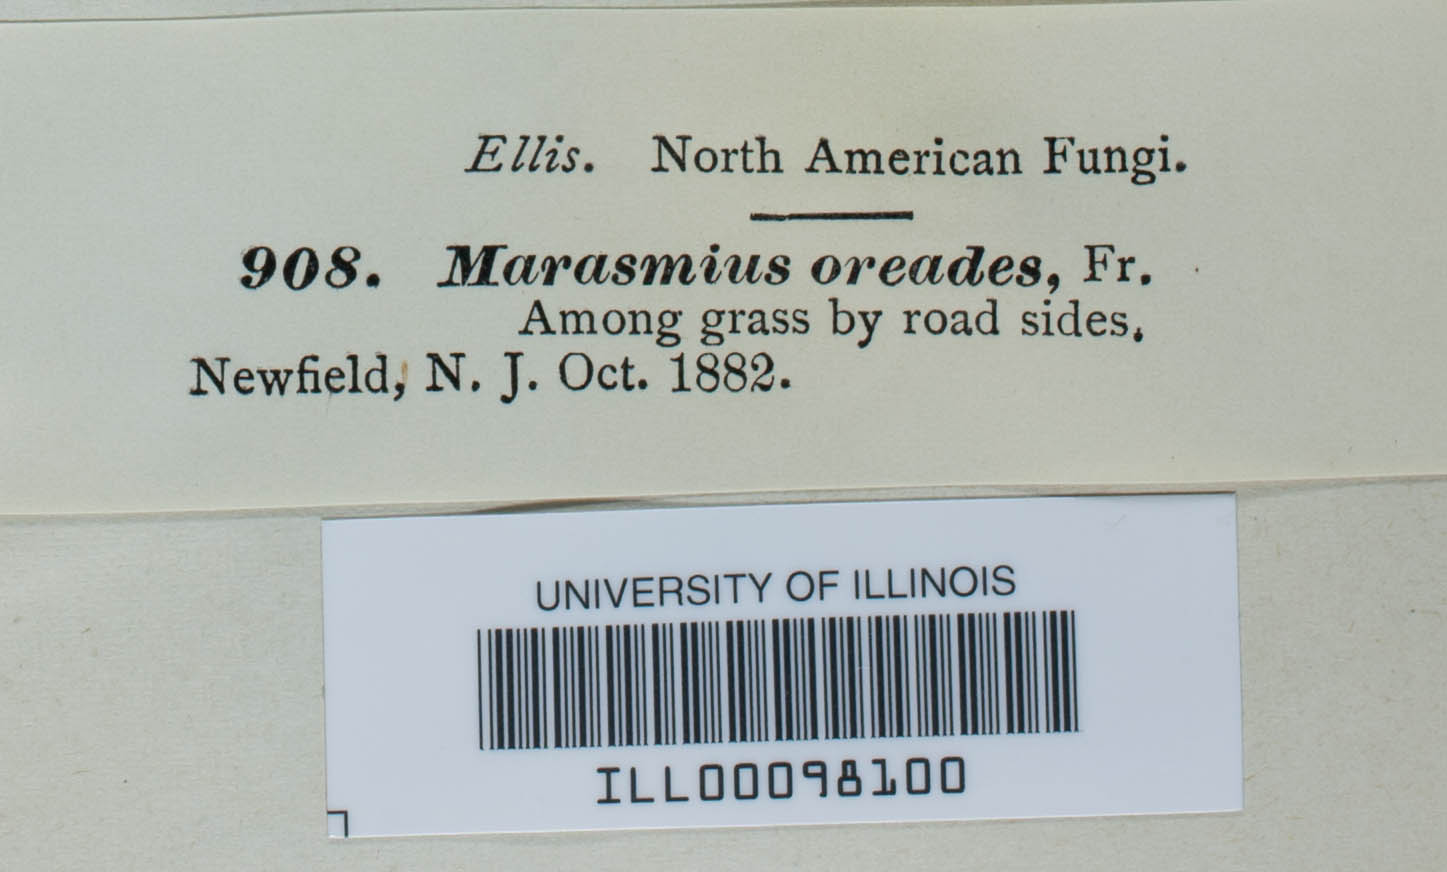 Ellis. North American Fungi.
908. Marasmius oreades, Fr.
Among grass by road sides.
Newfield, N. J. Oct. 1882.
UNIVERSITY OF ILLINOIS
ILL00098100